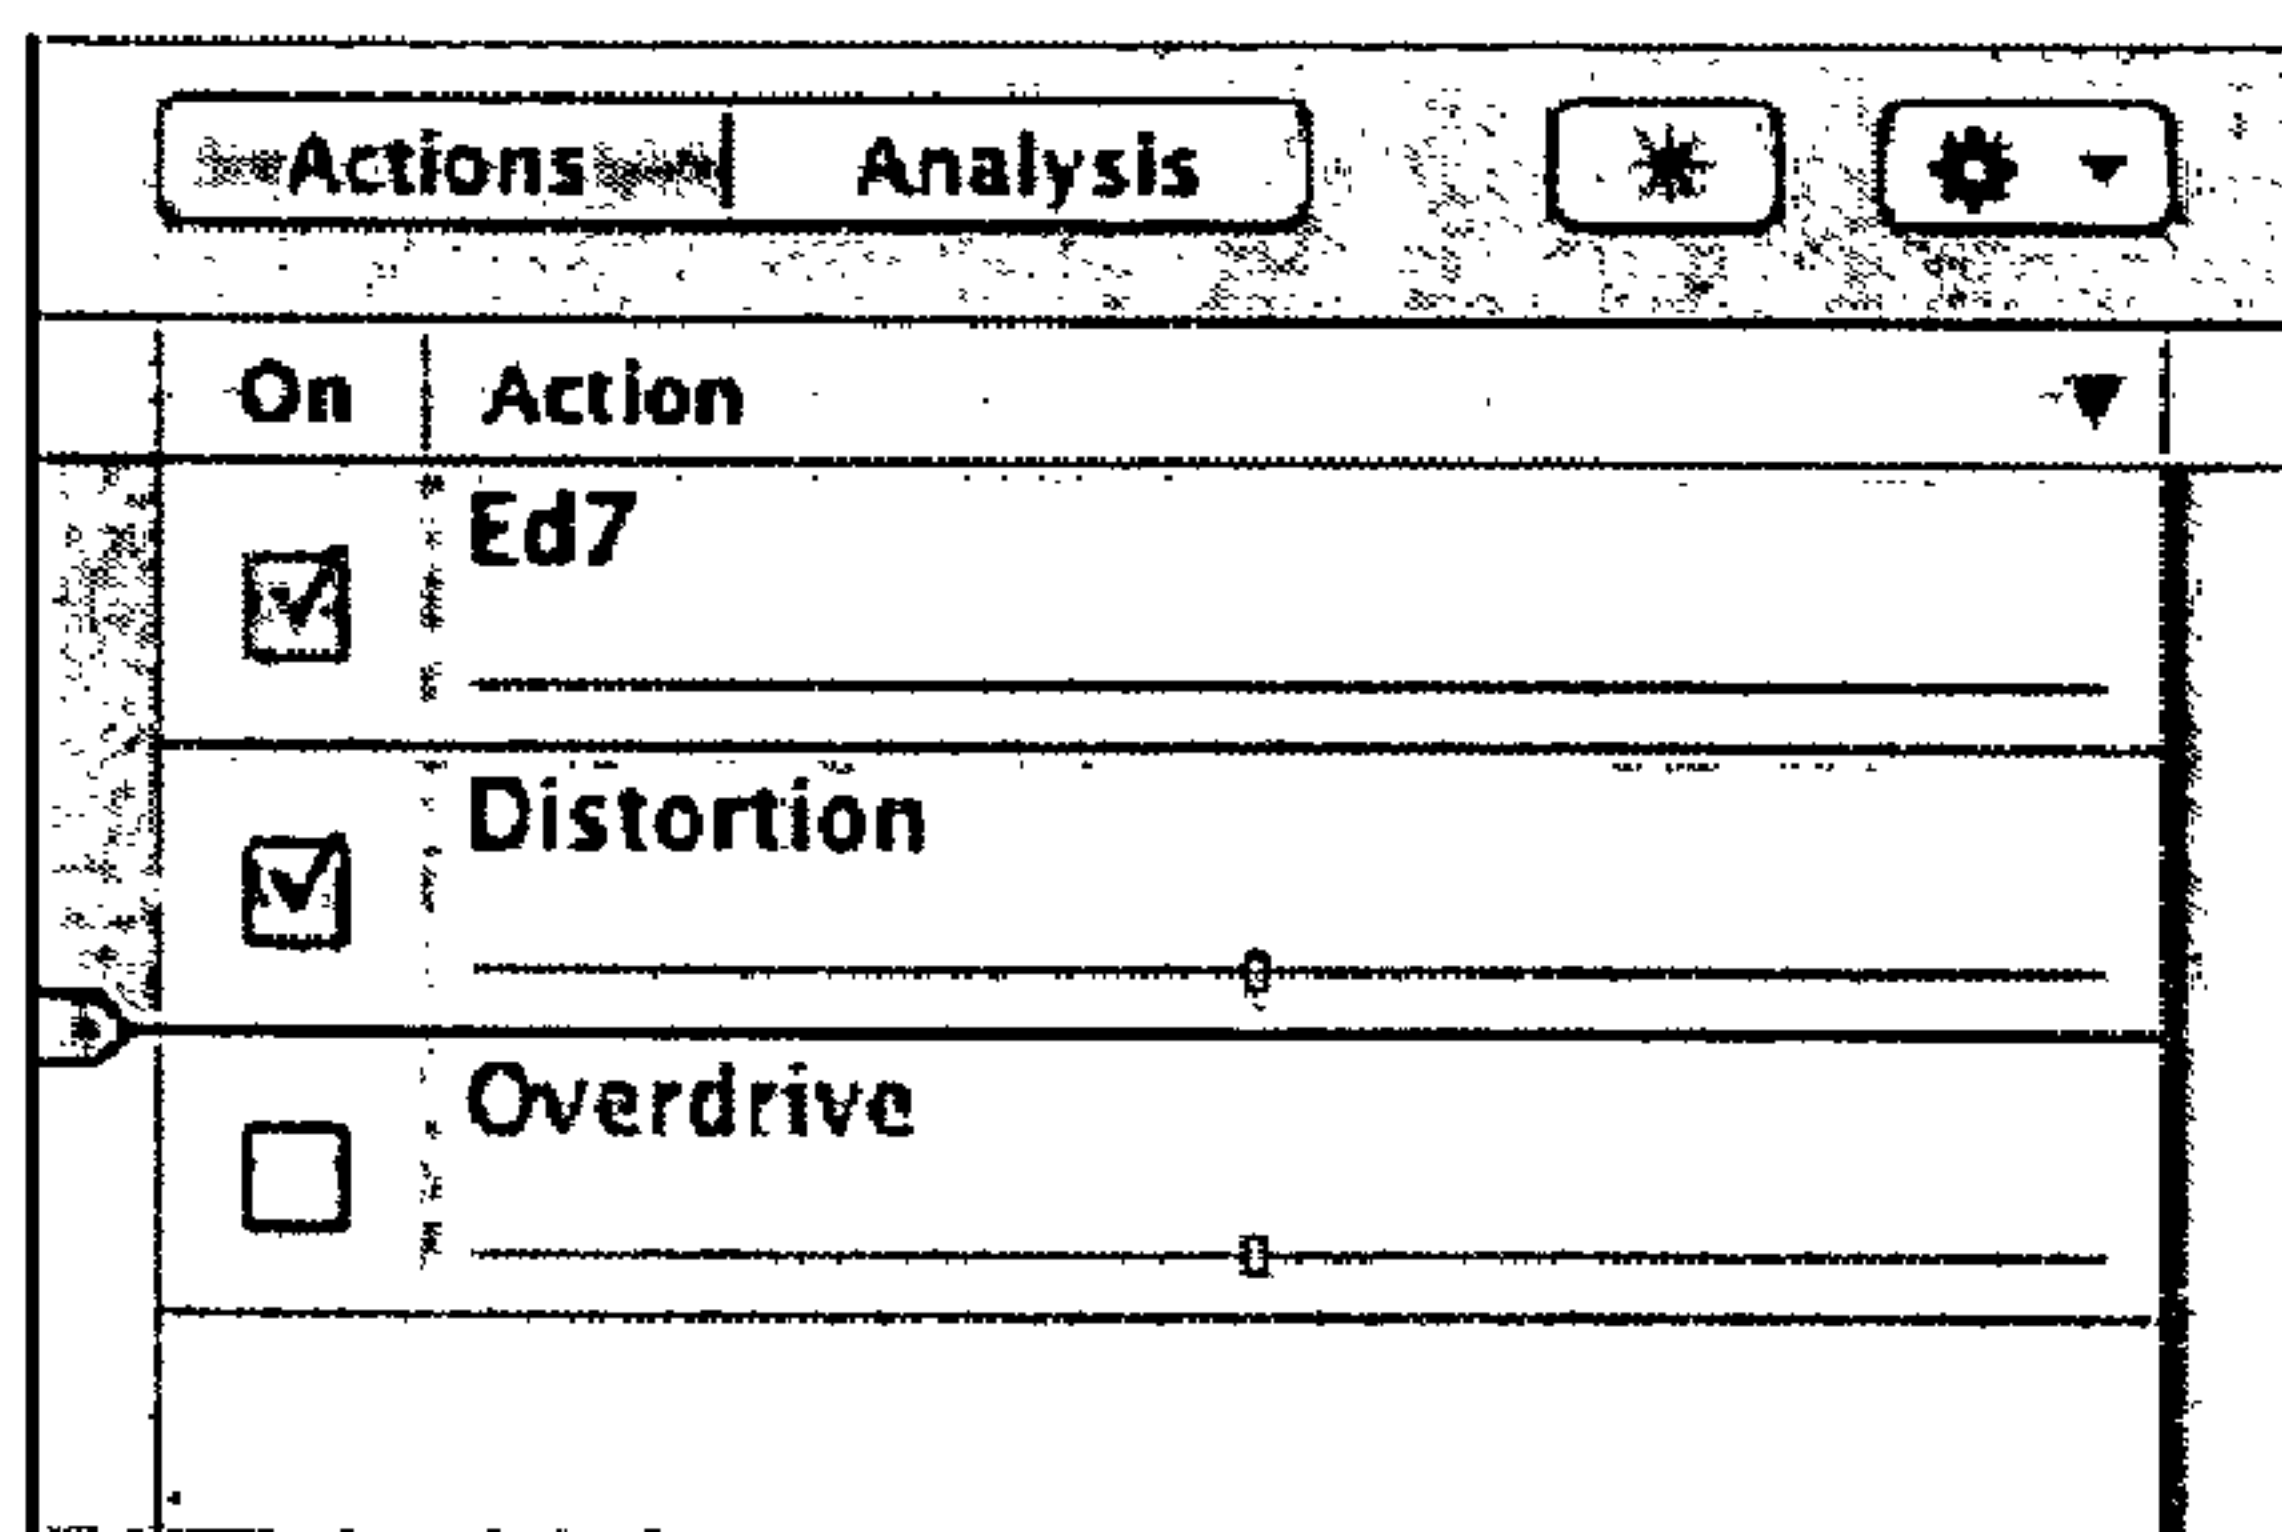 Actions Analysis
On Action
Ed7
Distortion
Overdrive